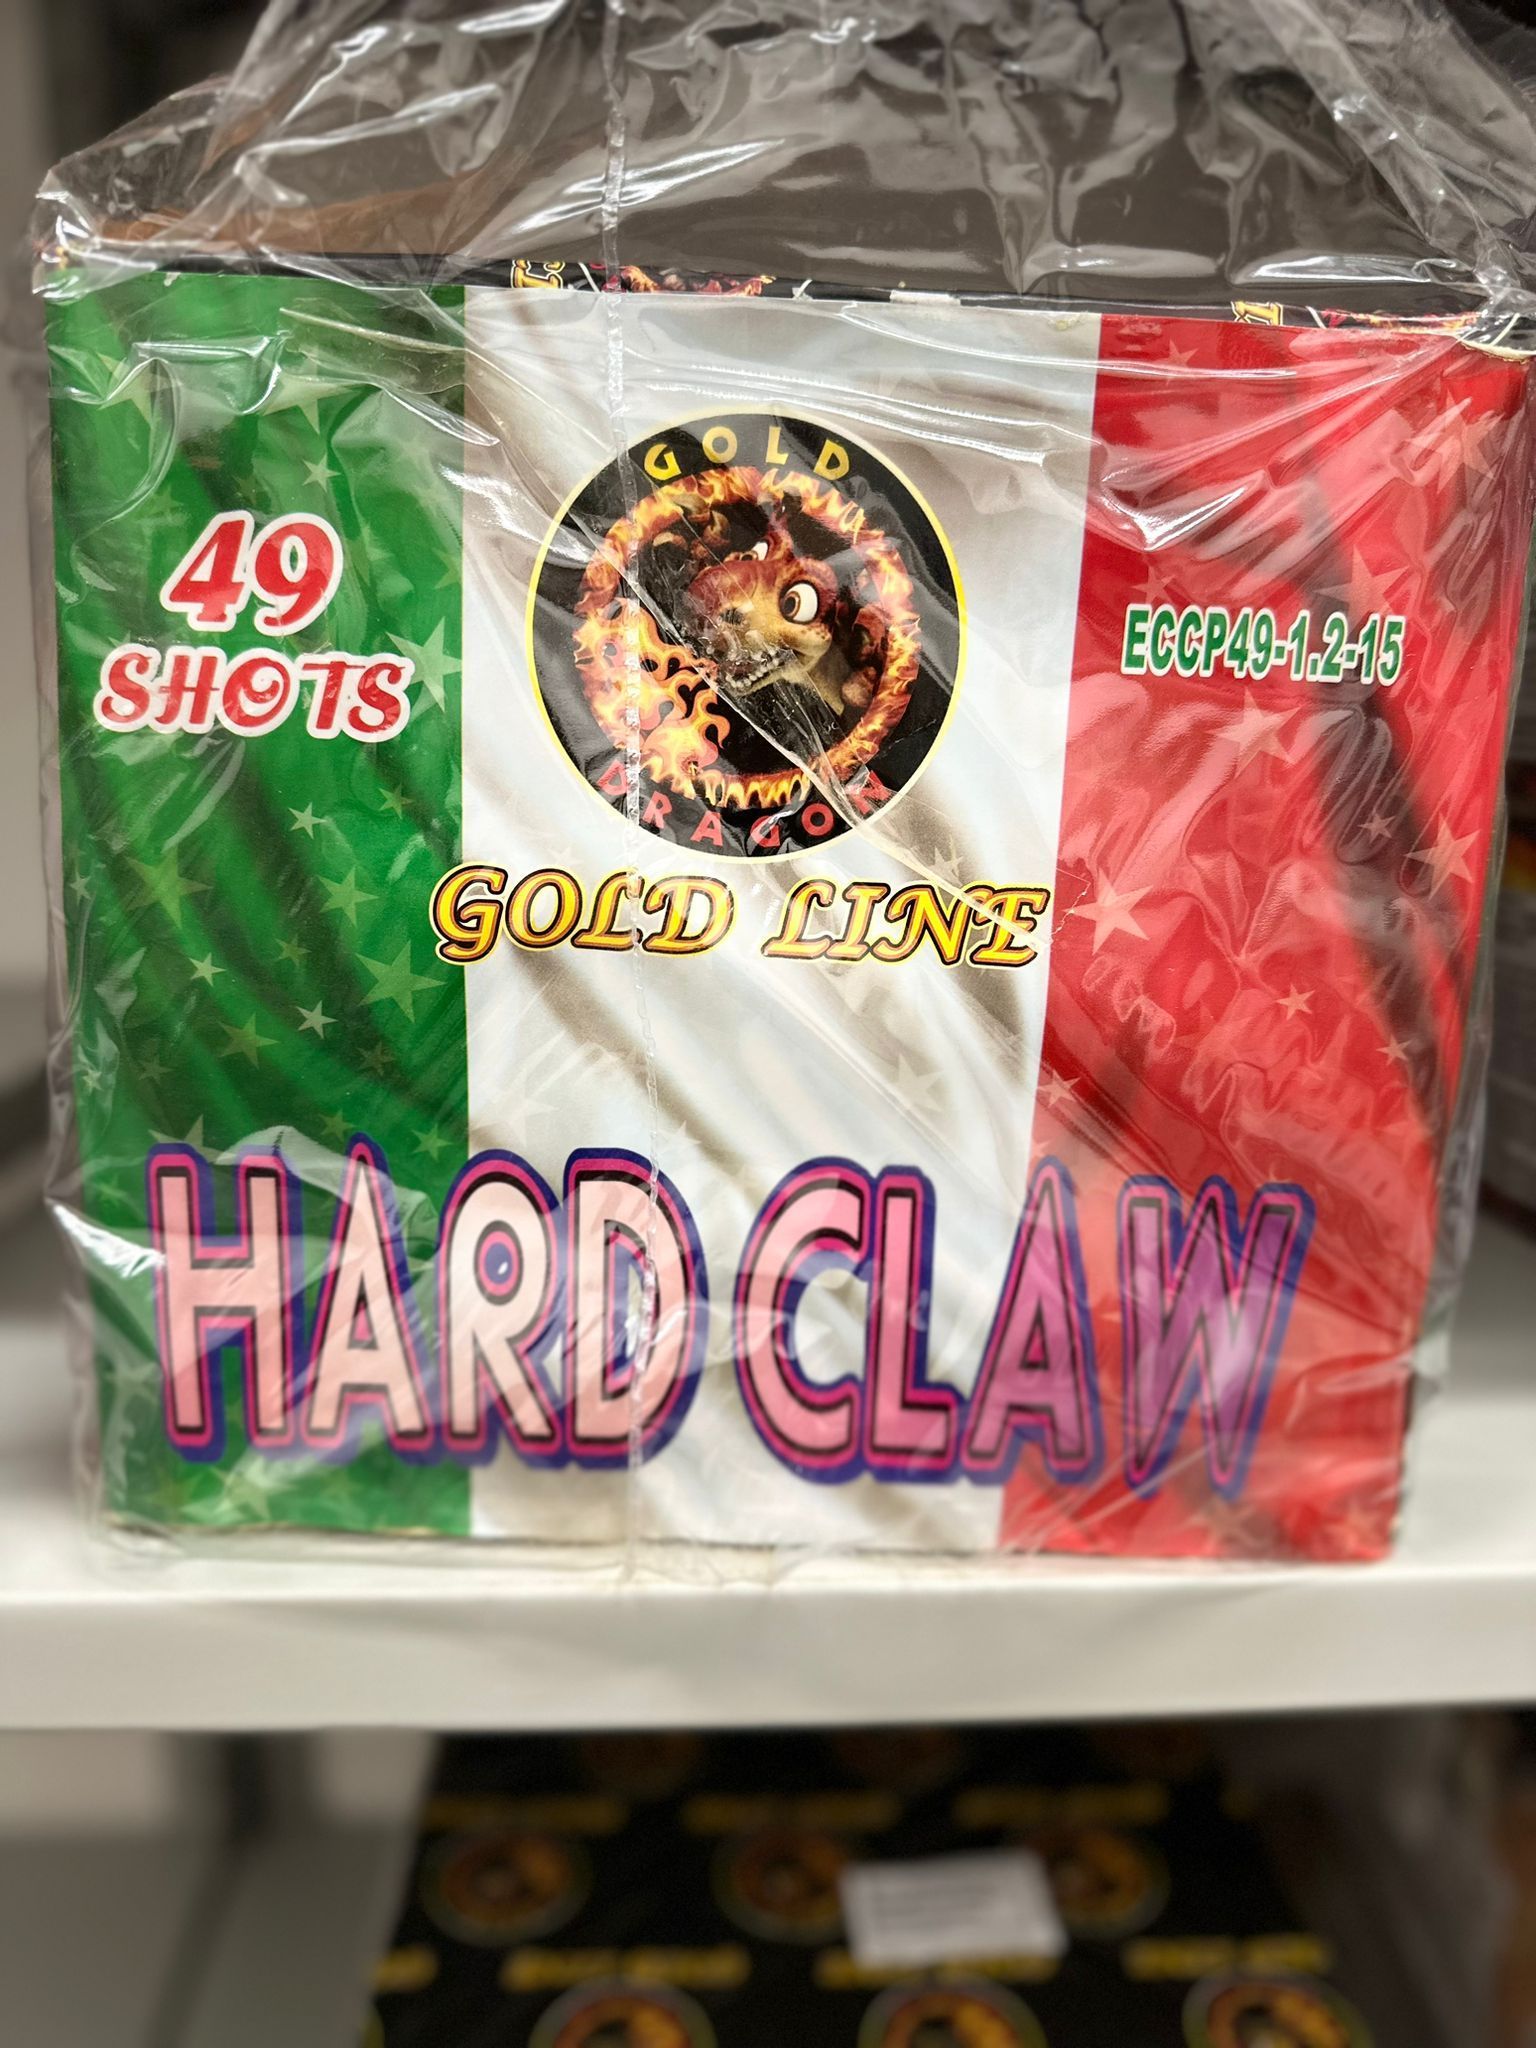 GOLD
DRAGON
49
SHOTS
ECCP49-1.2-15
GOLD LINE
HARD CLAW